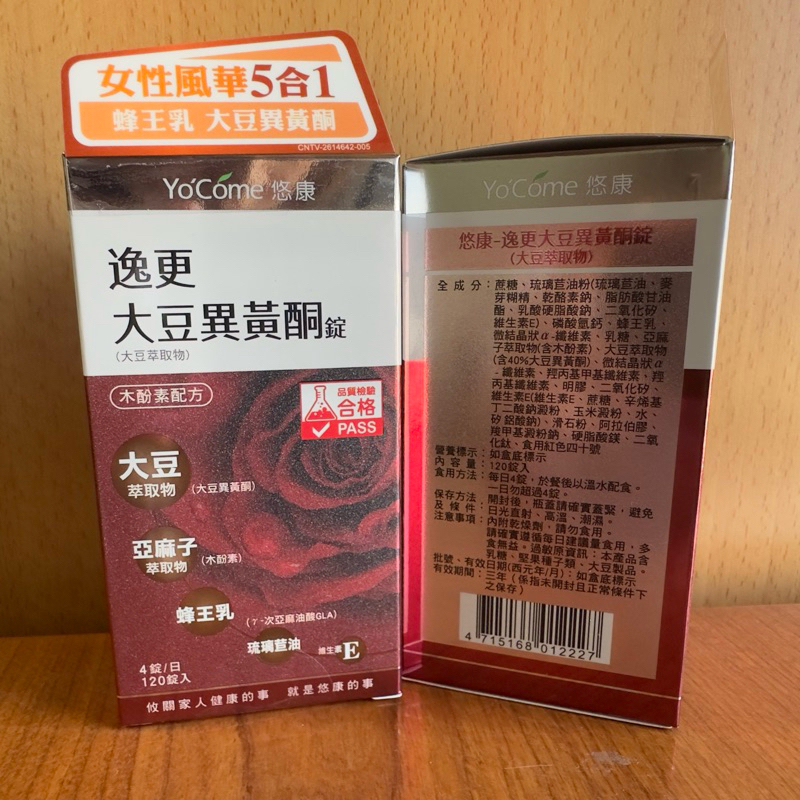 女性風華5合1
蜂王乳 大豆異黃酮
CNTV-2614642-005
Yo'Come 悠康
逸更
大豆異黃酮錠
(大豆萃取物)
木酚素配方
品質檢驗
合格
PASS
大豆
萃取物 (大豆異黃酮)
亞麻子
萃取物 (木酚素)
蜂王乳 (γ-次亞麻油酸GLA)
琉璃苣油 維生素E
4錠/日
120錠入
攸關家人健康的事 就是悠康的事
Yo'Come 悠康
悠康-逸更大豆異黃酮錠
(大豆萃取物)
全成分:蔗糖、琉璃苣油粉(琉璃苣油、麥
芽糊精、乾酪素鈉、脂肪酸甘油
酯、乳酸硬脂酸鈉、二氧化矽、
維生素E)、磷酸氫鈣、蜂王乳、
微結晶狀α-纖維素、乳糖、亞麻
子萃取物(含木酚素)、大豆萃取物
(含40%大豆異黃酮)、微結晶狀α
-纖維素、羥丙基甲基纖維素、羥
丙基纖維素、明膠、二氧化矽、
維生素E(維生素E、蔗糖、辛烯基
丁二酸鈉澱粉、玉米澱粉、水、
矽鋁酸鈉)、滑石粉、阿拉伯膠、
羧甲基澱粉鈉、硬脂酸鎂、二氧
化鈦、食用紅色四十號
營養標示:如盒底標示
內容量:120錠入
食用方法:每日4錠，於餐後以溫水配食。
一日勿超過4錠。
保存方法:開封後，瓶蓋請確實蓋緊，避免
及條件:日光直射、高溫、潮濕。
注意事項:內附乾燥劑，請勿食用。
請確實遵循每日建議量食用，多
食無益。過敏原資訊：本產品含
乳糖、堅果種子類、大豆製品。
批號、有效日期(西元年/月):如盒底標示
有效期間:三年(係指未開封且正常條件下
之保存)
4 715168 012227